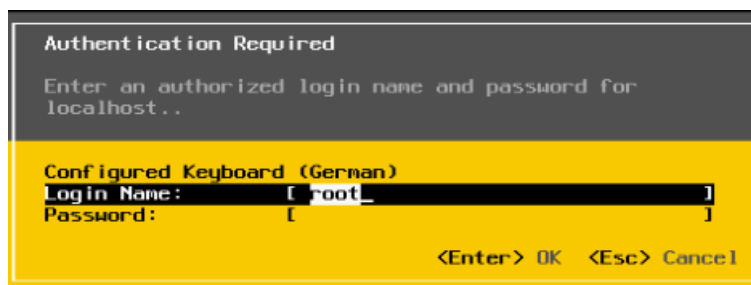 Authentication Required
Enter an authorized login name and password for
localhost..
Configured Keyboard (German)
Login Name: [ root_ ]
Password: [ ]
<Enter> OK <Esc> Cancel